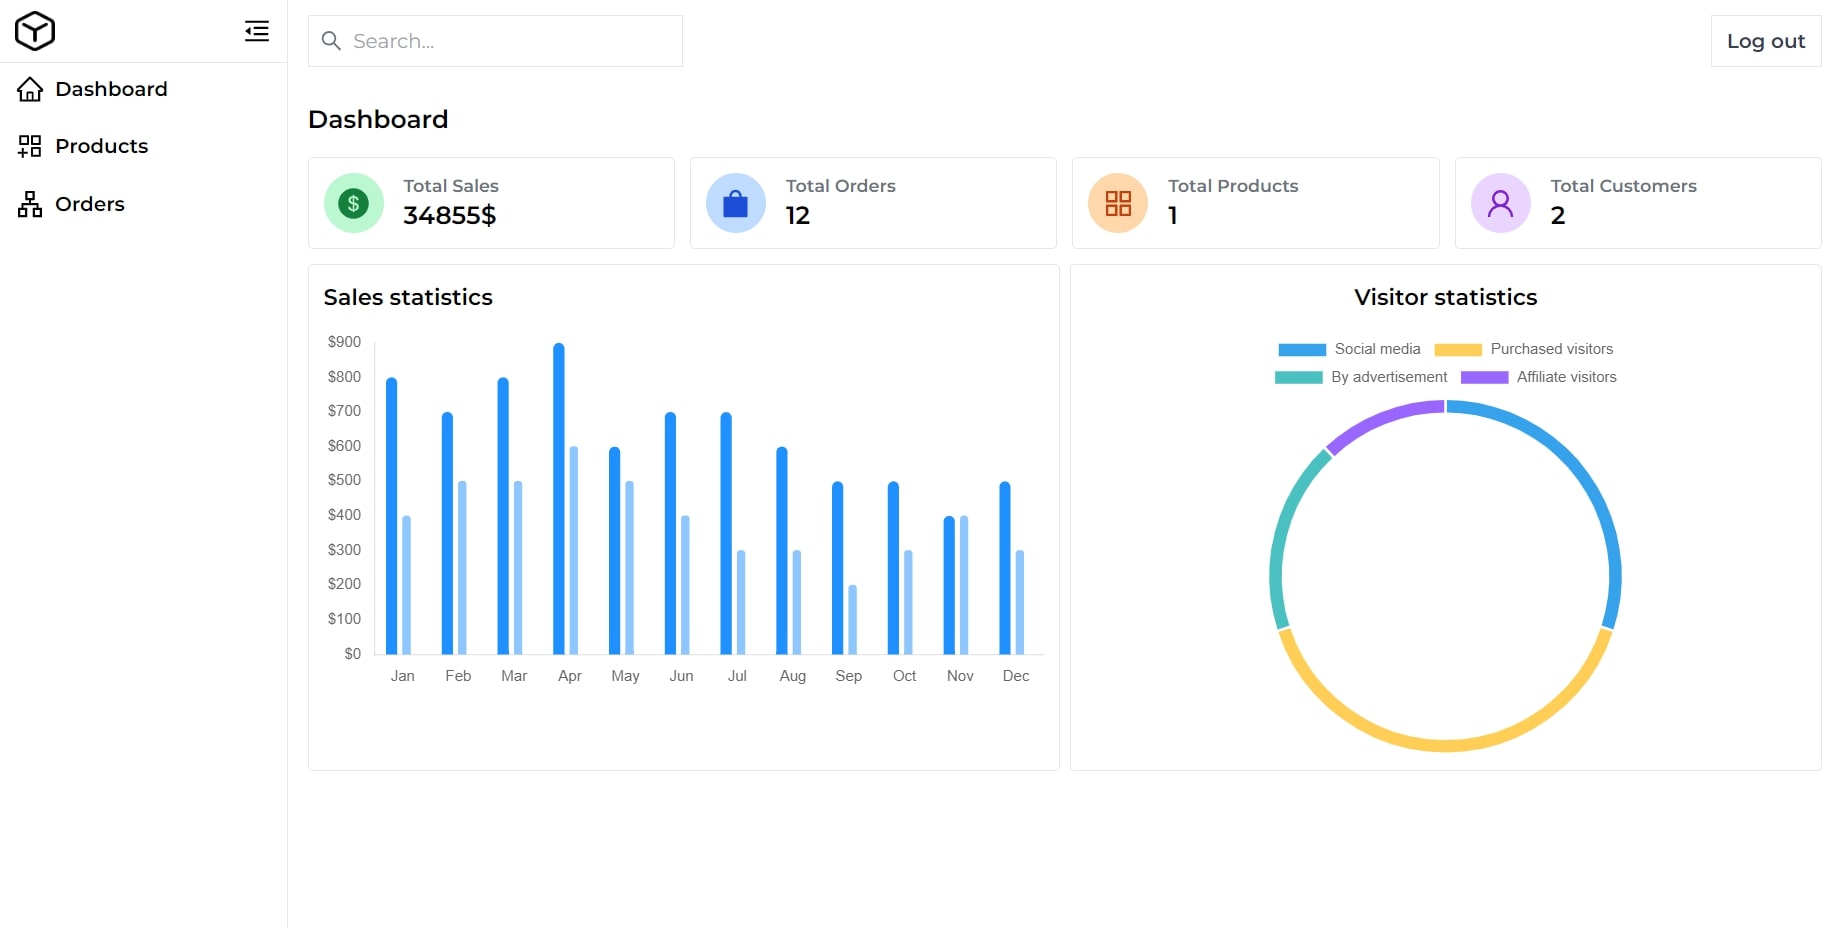 Search...
Log out
Dashboard
Products
Orders
Dashboard
Total Sales
34855$
Total Orders
12
Total Products
1
Total Customers
2
Sales statistics
$900
$800
$700
$600
$500
$400
$300
$200
$100
$0
Jan Feb Mar Apr May Jun Jul Aug Sep Oct Nov Dec
Visitor statistics
Social media Purchased visitors
By advertisement Affiliate visitors